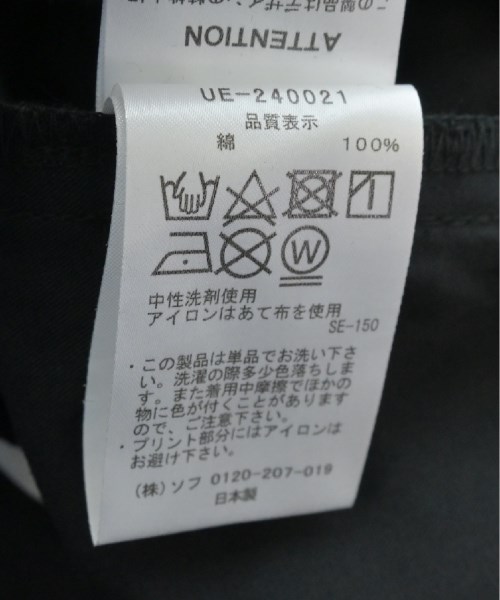 ATTENTION
UE-240021
品質表示
綿 100%
W
中性洗剤使用
アイロンはあて布を使用
SE-150
・この製品は単品でお洗い下さ
い。洗濯の際多少色落ちしま
す。また着用中摩擦でほかの
物に色が付くことがあります
ので、ご注意下さい。
・プリント部分にはアイロンは
お避け下さい。
(株)ソフ 0120-207-019
日本製